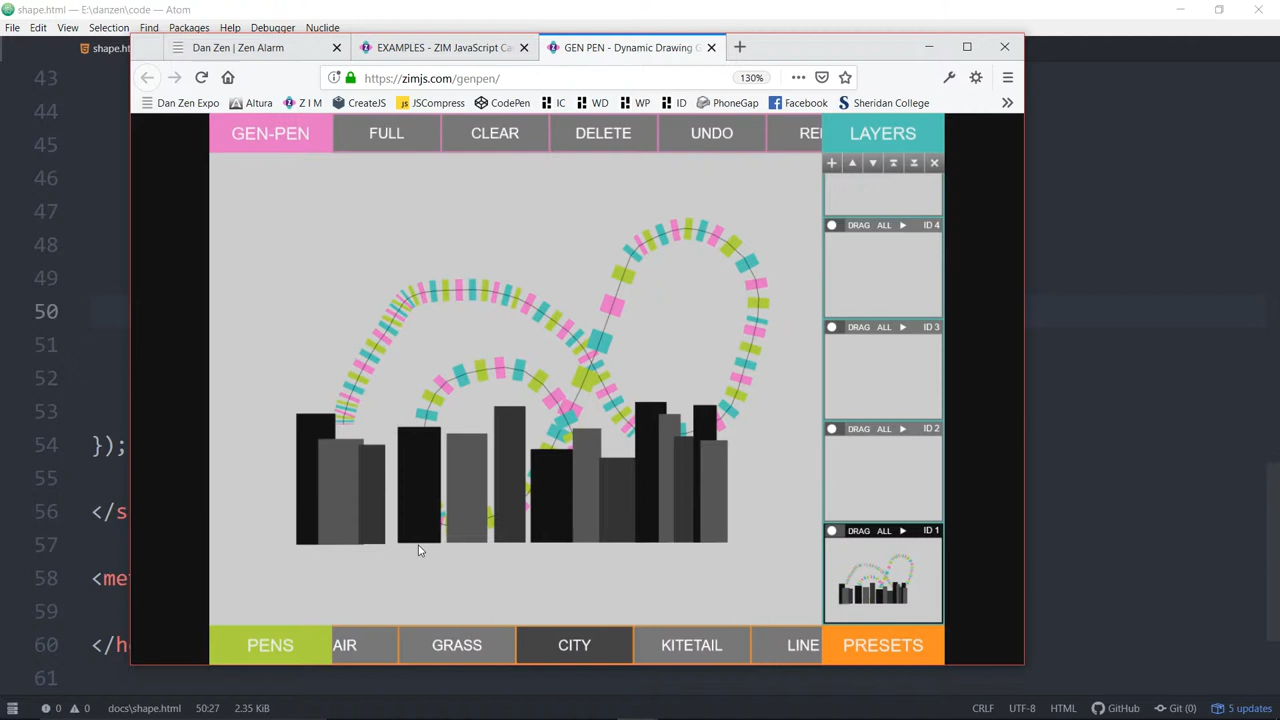 shape.html — E:\danzen\code — Atom
File Edit View Selection Find Packages Help Debugger Nuclide
shape.ht
Dan Zen | Zen Alarm
EXAMPLES - ZIM JavaScript Ca
GEN PEN - Dynamic Drawing G
https://zimjs.com/genpen/
130%
Dan Zen Expo Altura Z I M CreateJS JSCompress CodePen IC WD WP ID PhoneGap Facebook Sheridan College
GEN-PEN FULL CLEAR DELETE UNDO RE LAYERS
DRAG ALL ID 4
DRAG ALL ID 3
DRAG ALL ID 2
DRAG ALL ID 1
PENS AIR GRASS CITY KITETAIL LINE PRESETS
43
44
45
46
47
48
49
50
51
52
53
54 });
55
56 </s
57
58 <me
59
60 </h
61
0 0 docs\shape.html 50:27 2.35 KiB CRLF UTF-8 HTML GitHub Git (0) 5 updates